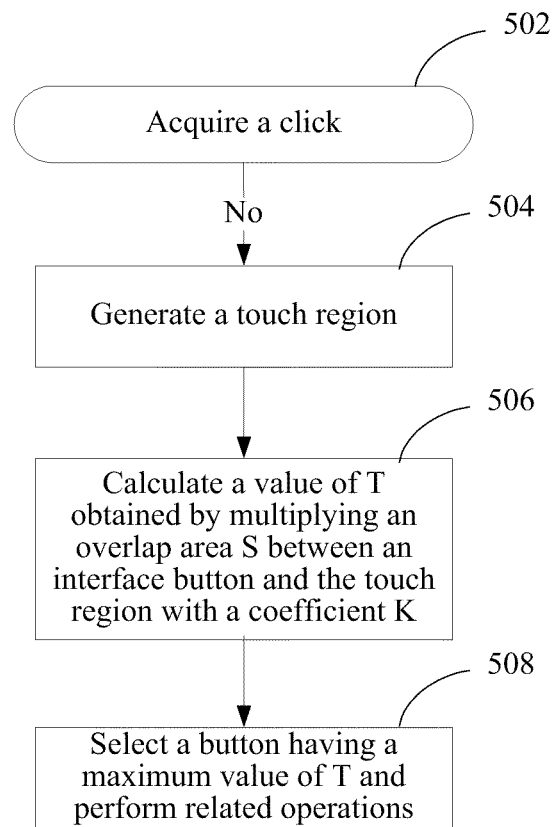 502
Acquire a click
No
504
Generate a touch region
506
Calculate a value of T
obtained by multiplying an
overlap area S between an
interface button and the touch
region with a coefficient K
508
Select a button having a
maximum value of T and
perform related operations